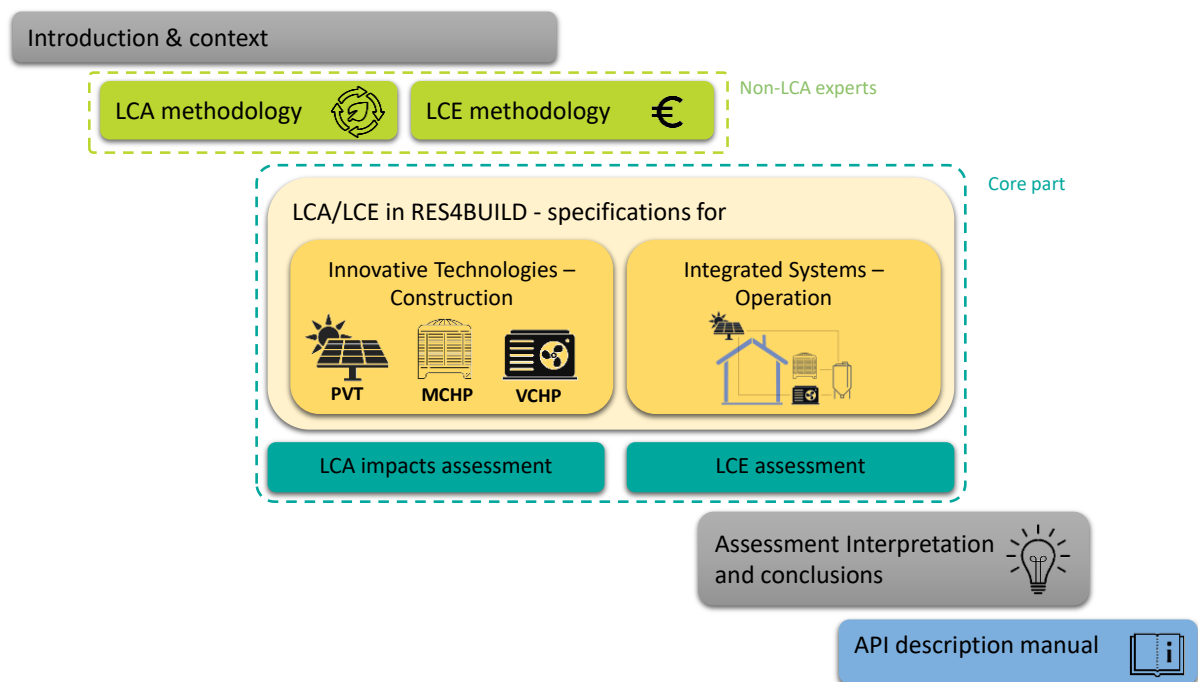 Introduction & context
LCA methodology
LCE methodology
€
Non-LCA experts
Core part
LCA/LCE in RES4BUILD - specifications for
Innovative Technologies –
Construction
PVT
MCHP
VCHP
Integrated Systems –
Operation
LCA impacts assessment
LCE assessment
Assessment Interpretation
and conclusions
API description manual
i